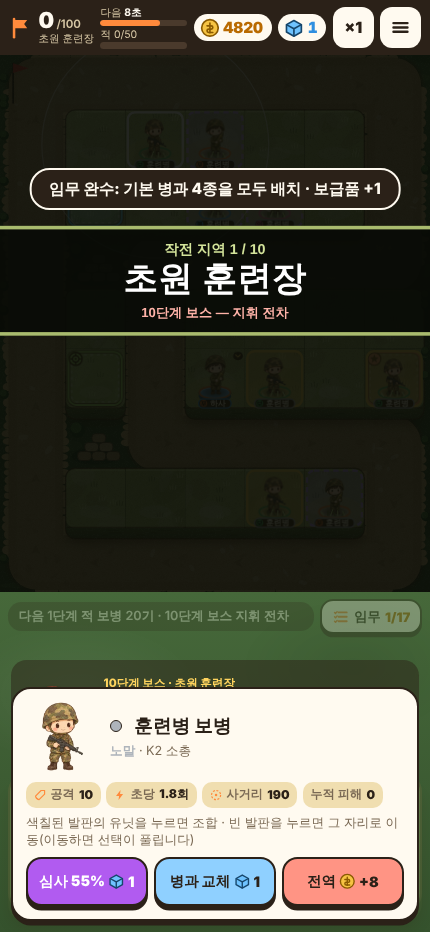 0/100
초원 훈련장
다음 8초
적 0/50
4820
1
×1
임무 완수: 기본 병과 4종을 모두 배치 · 보급품 +1
작전 지역 1 / 10
초원 훈련장
10단계 보스 — 지휘 전차
다음 1단계 적 보병 20기 · 10단계 보스 지휘 전차
임무 1/17
10단계 보스 · 초원 훈련장
훈련병 보병
노말 · K2 소총
공격 10
초당 1.8회
사거리 190
누적 피해 0
색칠된 발판의 유닛을 누르면 조합 · 빈 발판을 누르면 그 자리로 이
동(이동하면 선택이 풀립니다)
심사 55% 1
병과 교체 1
전역 +8